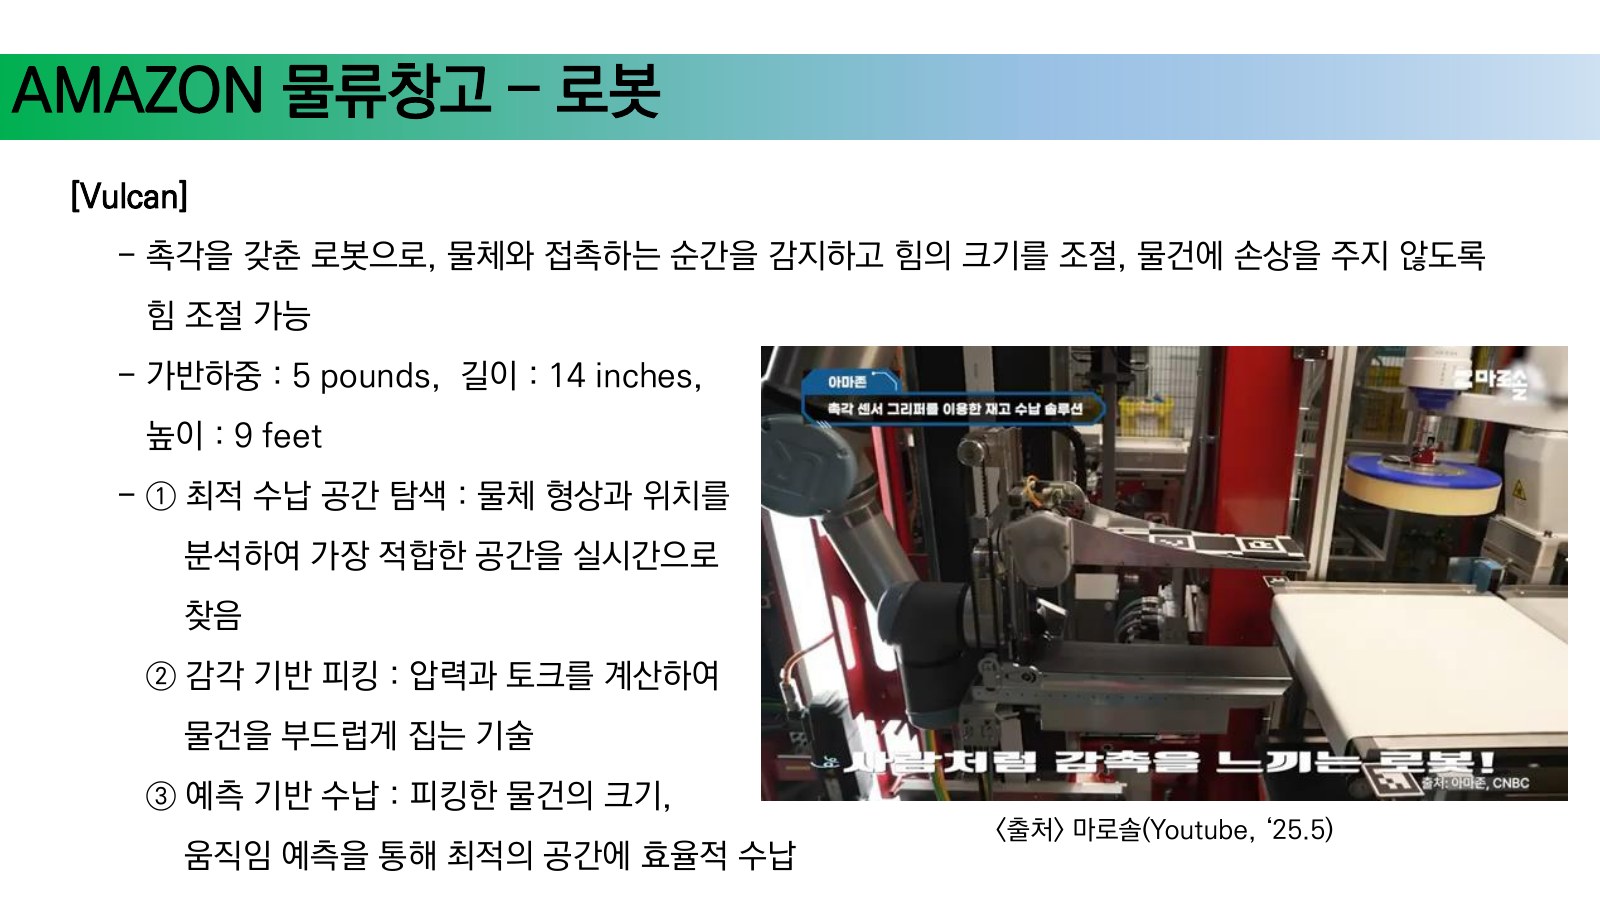 AMAZON 물류창고 – 로봇
[Vulcan]
– 촉각을 갖춘 로봇으로, 물체와 접촉하는 순간을 감지하고 힘의 크기를 조절, 물건에 손상을 주지 않도록
힘 조절 가능
– 가반하중 : 5 pounds, 길이 : 14 inches,
높이 : 9 feet
– ① 최적 수납 공간 탐색 : 물체 형상과 위치를
분석하여 가장 적합한 공간을 실시간으로
찾음
② 감각 기반 피킹 : 압력과 토크를 계산하여
물건을 부드럽게 집는 기술
③ 예측 기반 수납 : 피킹한 물건의 크기,
움직임 예측을 통해 최적의 공간에 효율적 수납
아마존
촉각 센서 그리퍼를 이용한 재고 수납 솔루션
마로솔
사람처럼 감촉을 느끼는 로봇!
출처: 아마존, CNBC
<출처> 마로솔(Youtube, ‘25.5)